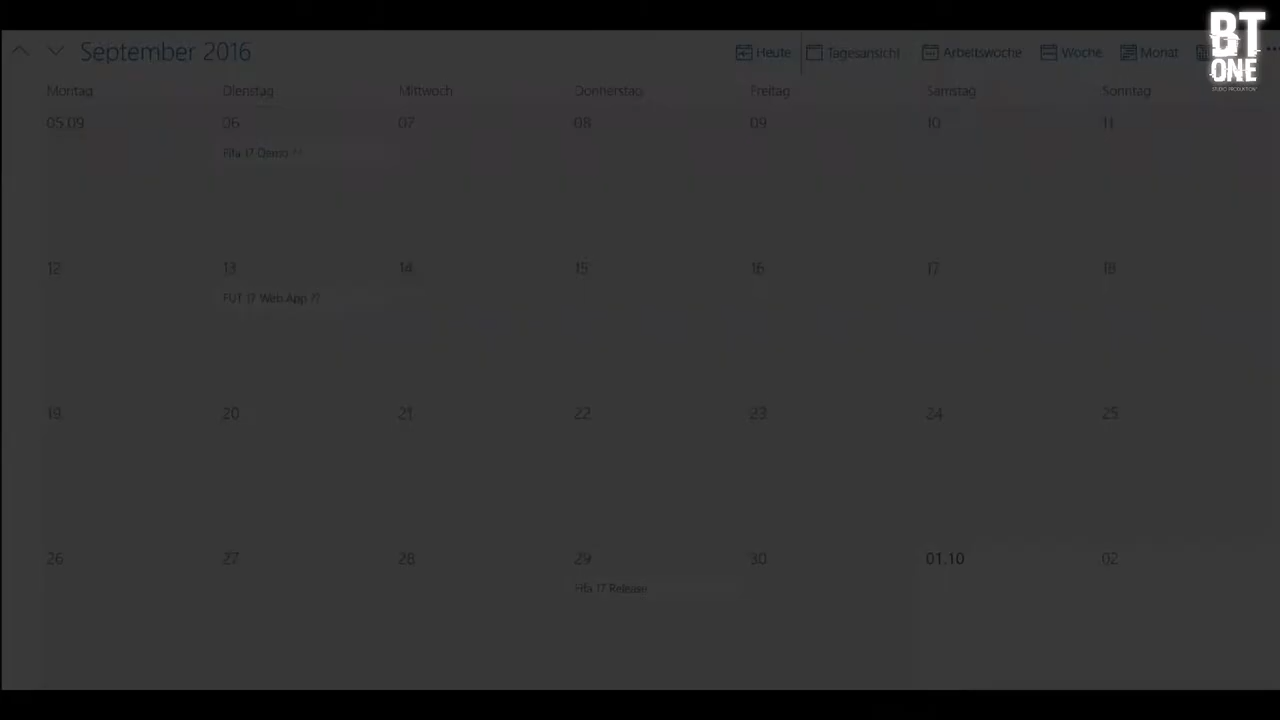 September 2016
Heute Tagesansicht Arbeitswoche Woche Monat
BT
ONE
STUDIO PRODUKTION
Montag Dienstag Mittwoch Donnerstag Freitag Samstag Sonntag
05.09 06 07 08 09 10 11
Fifa 17 Demo ??
12 13 14 15 16 17 18
FUT 17 Web App ??
19 20 21 22 23 24 25
26 27 28 29 30 01.10 02
Fifa 17 Release